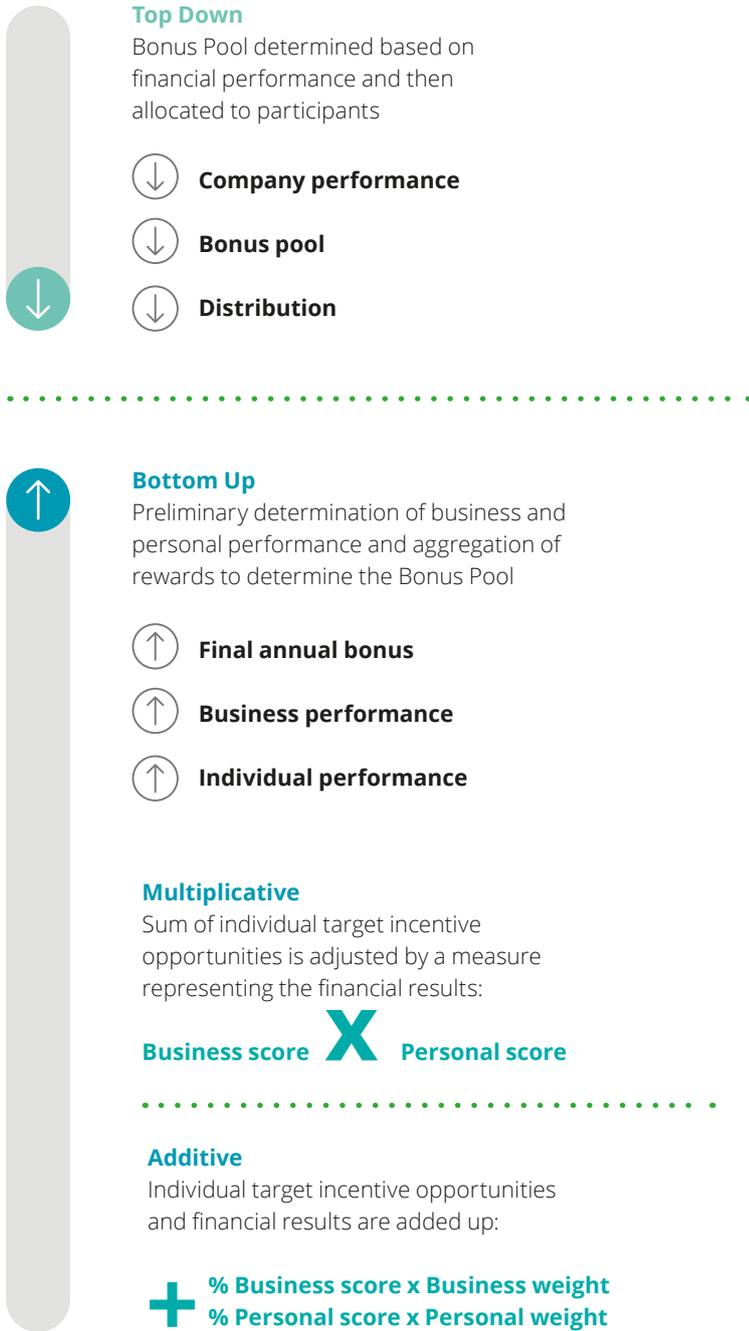 Top Down
Bonus Pool determined based on
financial performance and then
allocated to participants
Company performance
Bonus pool
Distribution
Bottom Up
Preliminary determination of business and
personal performance and aggregation of
rewards to determine the Bonus Pool
Final annual bonus
Business performance
Individual performance
Multiplicative
Sum of individual target incentive
opportunities is adjusted by a measure
representing the financial results:
Business score X Personal score
Additive
Individual target incentive opportunities
and financial results are added up:
+ % Business score x Business weight
% Personal score x Personal weight